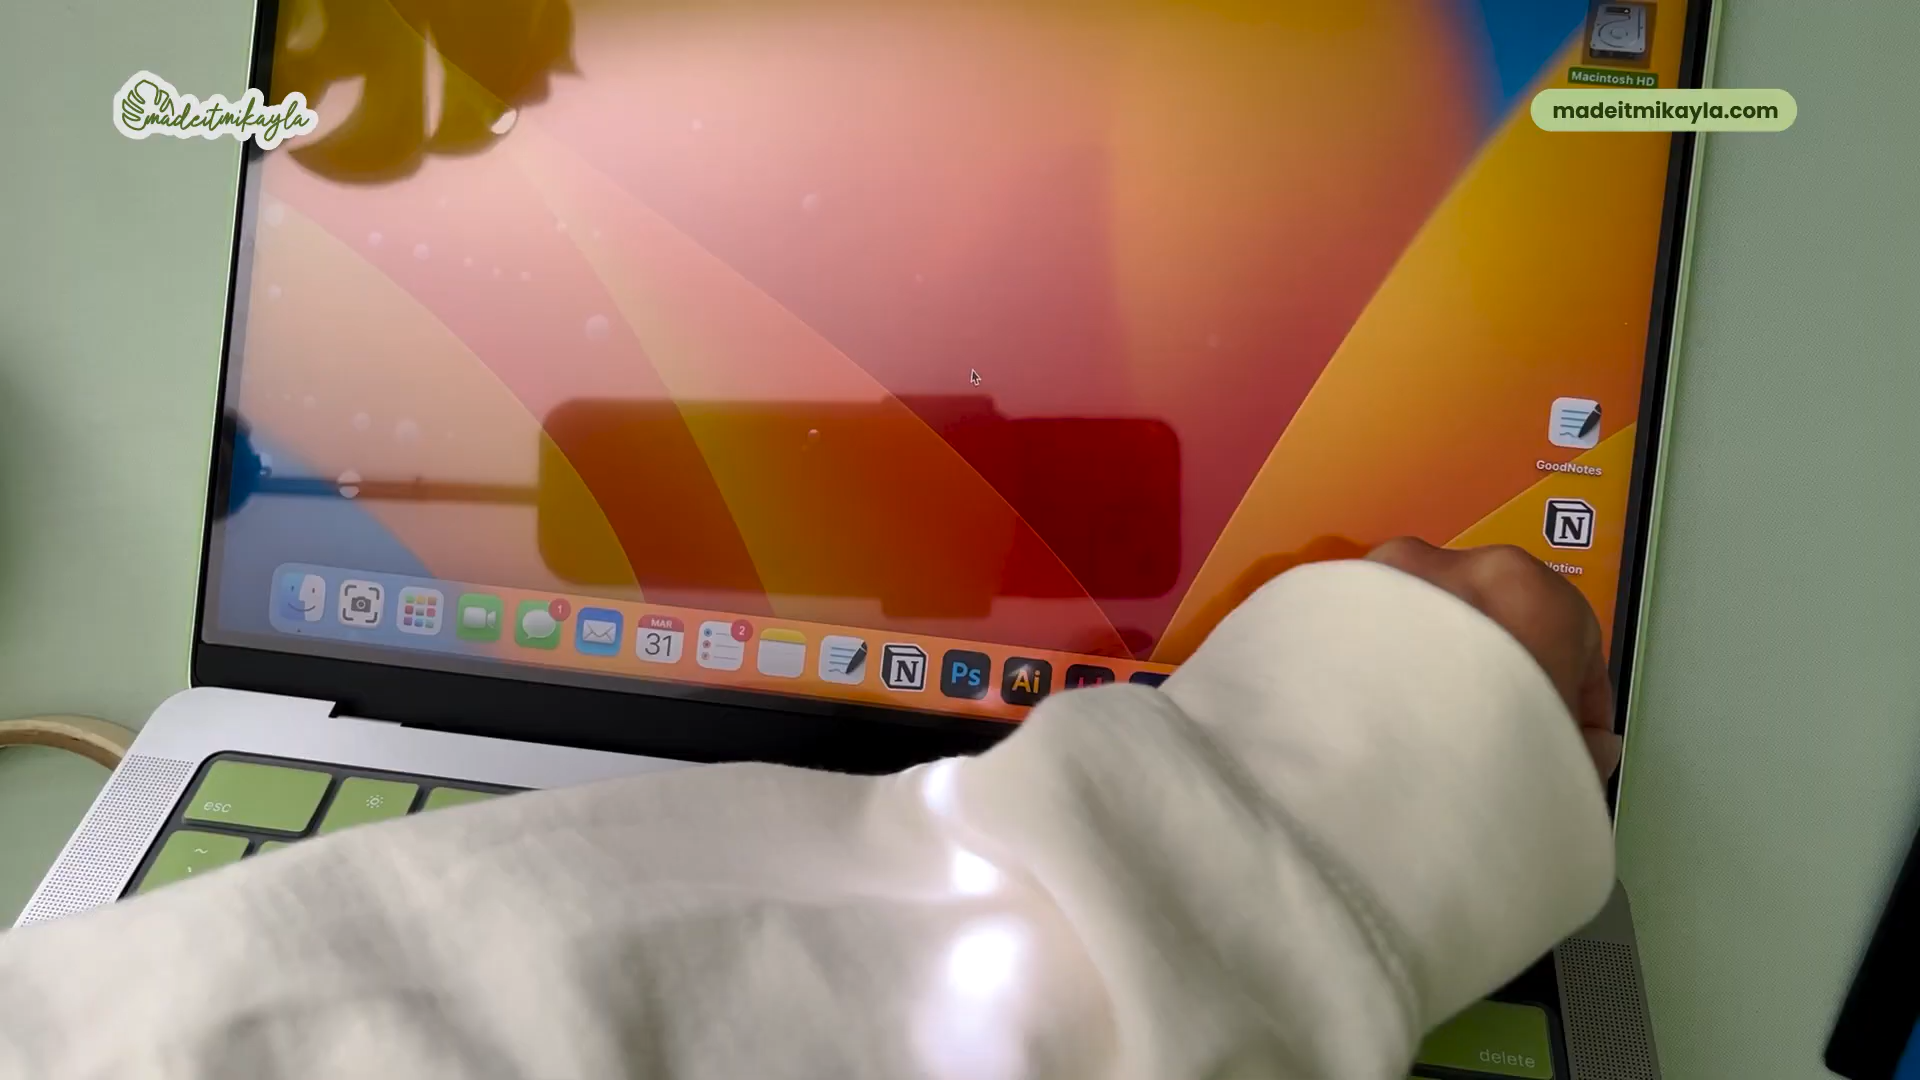 Macintosh HD
madeitmikayla
madeitmikayla.com
GoodNotes
Notion
1
MAR
31
2
Ps
Ai
esc
~
delete